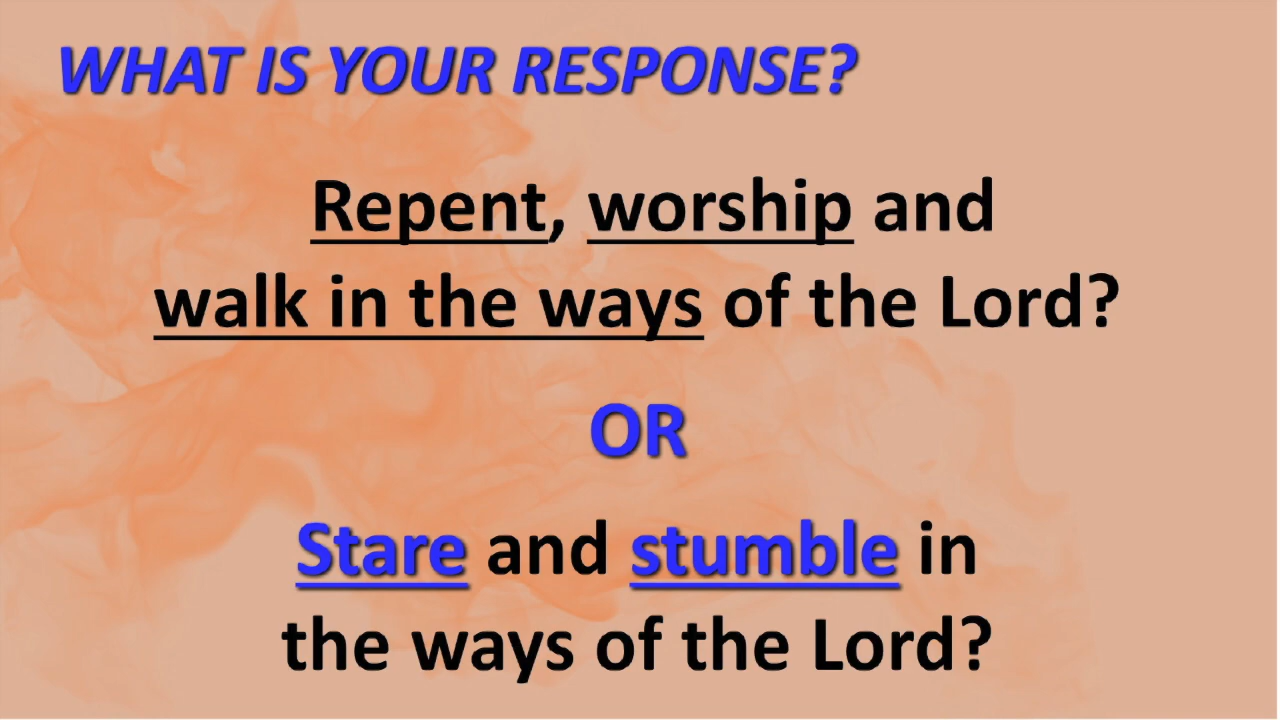 WHAT IS YOUR RESPONSE?
Repent, worship and
walk in the ways of the Lord?
OR
Stare and stumble in
the ways of the Lord?